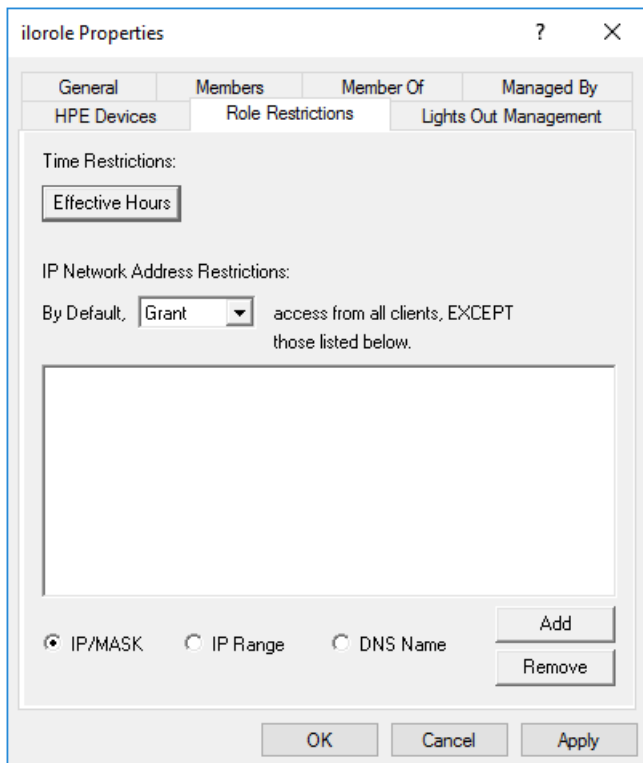 ilorole Properties
?
General Members Member Of Managed By
HPE Devices Role Restrictions Lights Out Management
Time Restrictions:
Effective Hours
IP Network Address Restrictions:
By Default, Grant access from all clients, EXCEPT
those listed below.
IP/MASK IP Range DNS Name
Add
Remove
OK Cancel Apply